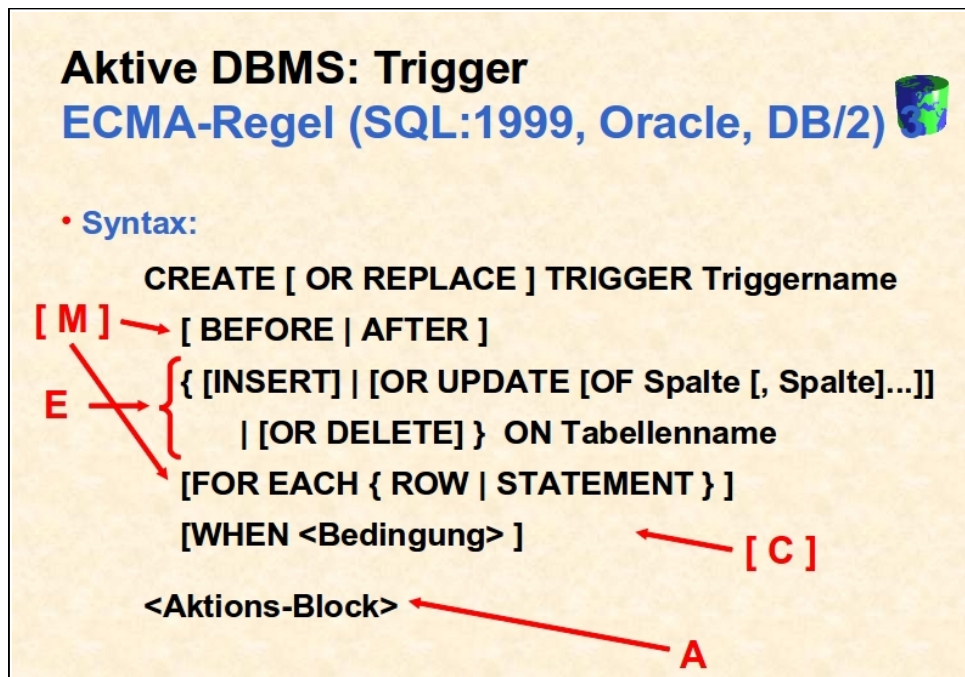 Aktive DBMS: Trigger
ECMA-Regel (SQL:1999, Oracle, DB/2)
3
• Syntax:
CREATE [ OR REPLACE ] TRIGGER Triggername
[ M ]
[ BEFORE | AFTER ]
{ [INSERT] | [OR UPDATE [OF Spalte [, Spalte]...]]
E
| [OR DELETE] } ON Tabellenname
[FOR EACH { ROW | STATEMENT } ]
[WHEN <Bedingung> ]
[ C ]
<Aktions-Block>
A